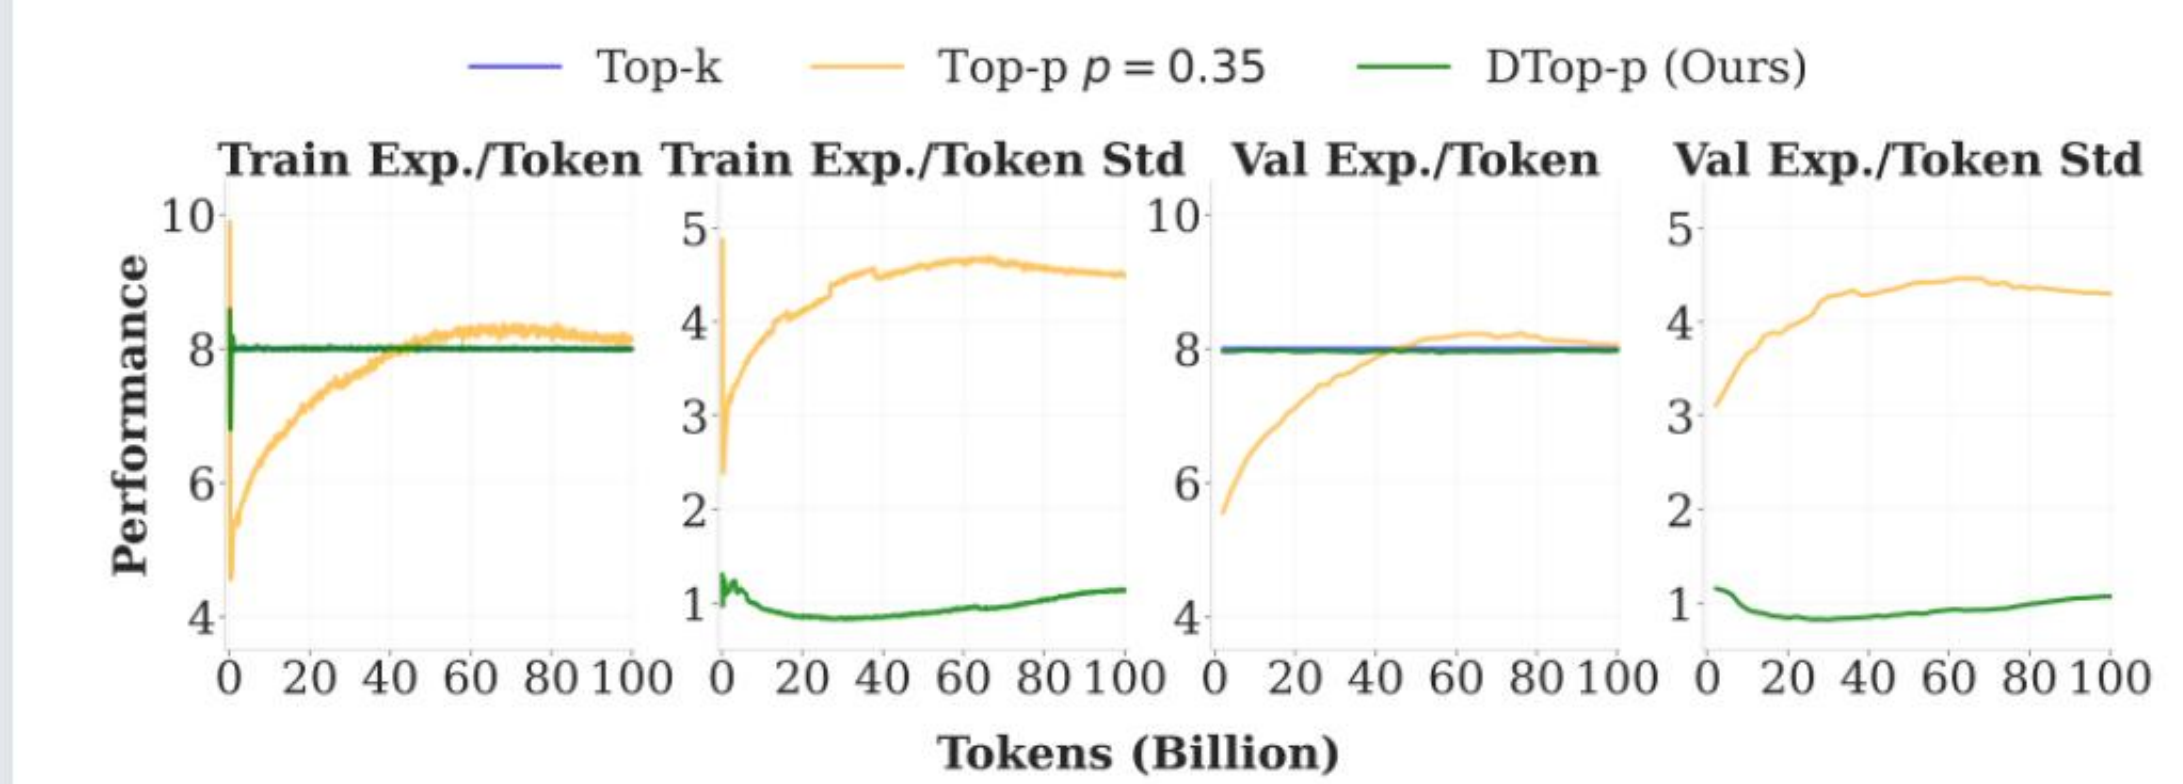 Top-k Top-p p = 0.35 DTop-p (Ours)
Train Exp./Token Train Exp./Token Std Val Exp./Token Val Exp./Token Std
Performance
10
8
6
4
0 20 40 60 80 100
5
4
3
2
1
0 20 40 60 80 100
10
8
6
4
0 20 40 60 80 100
5
4
3
2
1
0 20 40 60 80 100
Tokens (Billion)